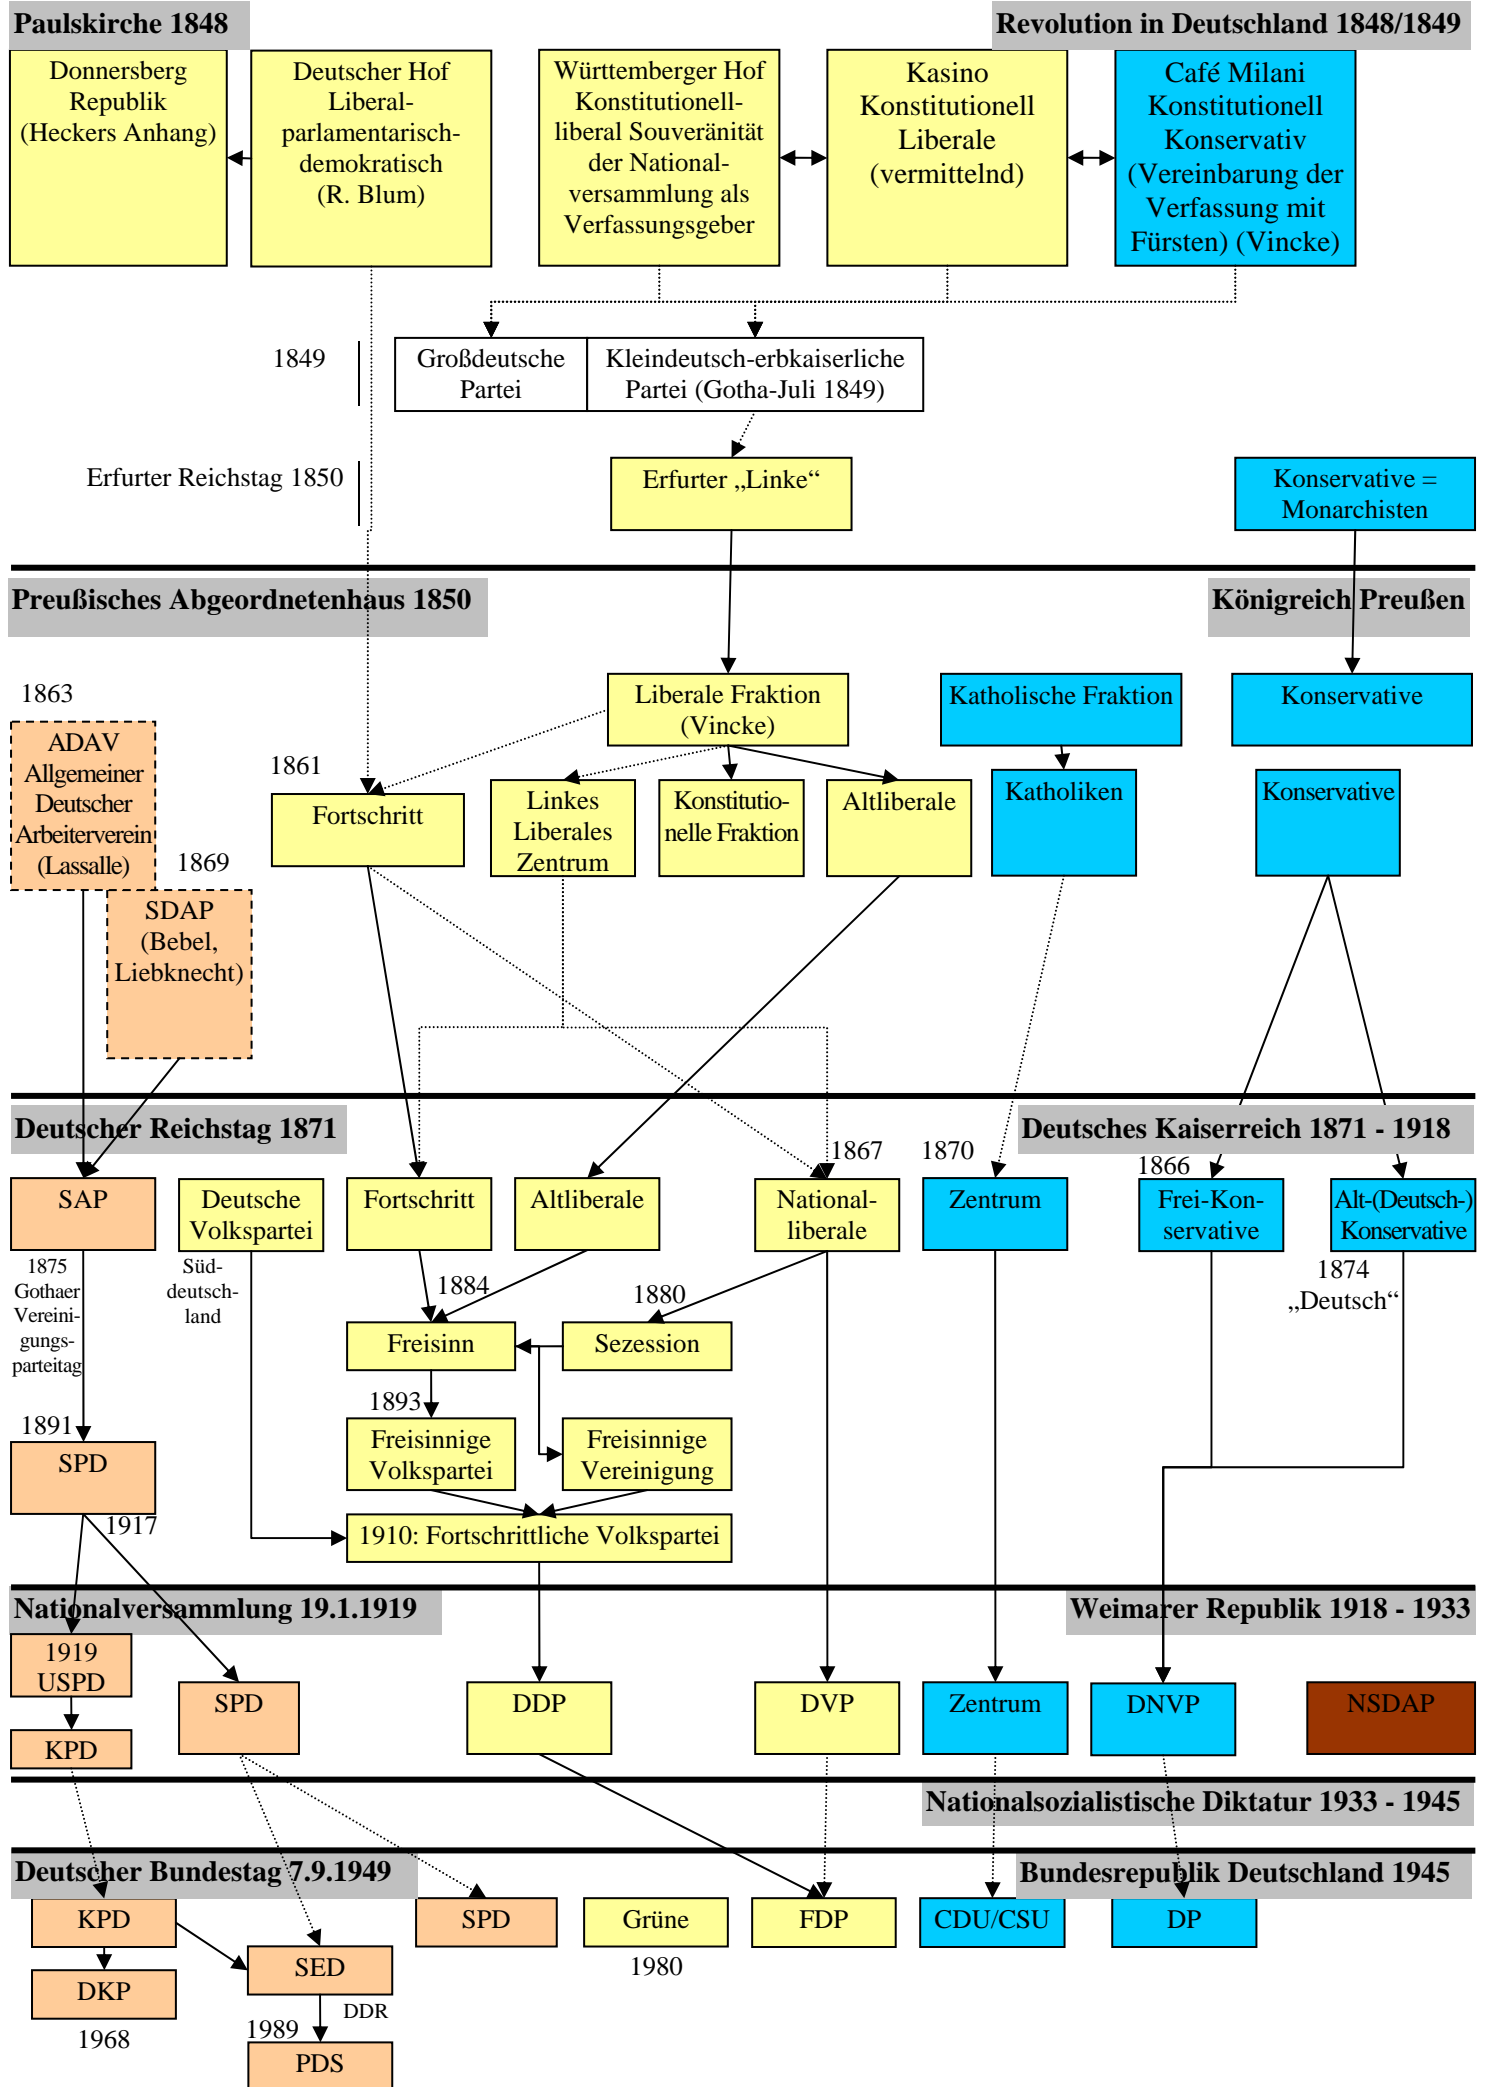 Paulskirche 1848
Revolution in Deutschland 1848/1849
Donnersberg
Republik
(Heckers Anhang)
Deutscher Hof
Liberal-
parlamentarisch-
demokratisch
(R. Blum)
Württemberger Hof
Konstitutionell-
liberal Souveränität
der National-
versammlung als
Verfassungsgeber
Kasino
Konstitutionell
Liberale
(vermittelnd)
Café Milani
Konstitutionell
Konservativ
(Vereinbarung der
Verfassung mit
Fürsten) (Vincke)
1849
Großdeutsche
Partei
Kleindeutsch-erbkaiserliche
Partei (Gotha-Juli 1849)
Erfurter Reichstag 1850
Erfurter „Linke“
Konservative =
Monarchisten
Preußisches Abgeordnetenhaus 1850
Königreich Preußen
1863
ADAV
Allgemeiner
Deutscher
Arbeiterverein
(Lassalle)
1869
SDAP
(Bebel,
Liebknecht)
1861
Fortschritt
Liberale Fraktion
(Vincke)
Linkes
Liberales
Zentrum
Konstitutio-
nelle Fraktion
Altliberale
Katholische Fraktion
Katholiken
Konservative
Konservative
Deutscher Reichstag 1871
Deutsches Kaiserreich 1871 - 1918
SAP
1875
Gothaer
Vereini-
gungs-
parteitag
Deutsche
Volkspartei
Süd-
deutsch-
land
Fortschritt
Altliberale
1867
National-
liberale
1870
Zentrum
1866
Frei-Kon-
servative
Alt-(Deutsch-)
Konservative
1874
„Deutsch“
1884
1880
Freisinn
Sezession
1891
SPD
1893
Freisinnige
Volkspartei
Freisinnige
Vereinigung
1917
1910: Fortschrittliche Volkspartei
Nationalversammlung 19.1.1919
Weimarer Republik 1918 - 1933
1919
USPD
KPD
SPD
DDP
DVP
Zentrum
DNVP
NSDAP
Nationalsozialistische Diktatur 1933 - 1945
Deutscher Bundestag 7.9.1949
Bundesrepublik Deutschland 1945
KPD
SPD
Grüne
1980
FDP
CDU/CSU
DP
DKP
1968
SED
DDR
1989
PDS